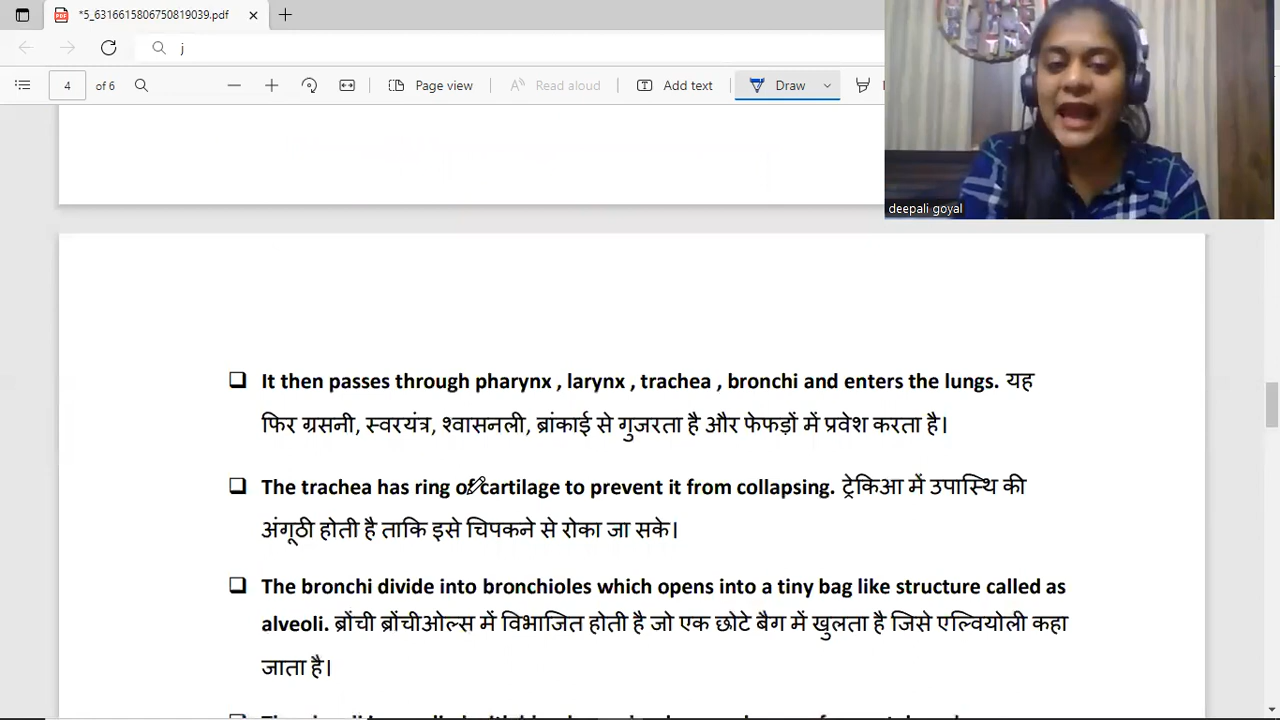 *5_6316615806750819039.pdf
j
4 of 6 Page view Read aloud Add text Draw
deepali goyal
It then passes through pharynx , larynx , trachea , bronchi and enters the lungs. यह
फिर ग्रसनी, स्वरयंत्र, श्वासनली, ब्रांकाई से गुजरता है और फेफड़ों में प्रवेश करता है।
The trachea has ring of cartilage to prevent it from collapsing. ट्रेकिआ में उपास्थि की
अंगूठी होती है ताकि इसे चिपकने से रोका जा सके।
The bronchi divide into bronchioles which opens into a tiny bag like structure called as
alveoli. ब्रोंची ब्रोंचीओल्स में विभाजित होती है जो एक छोटे बैग में खुलता है जिसे एल्वियोली कहा
जाता है।